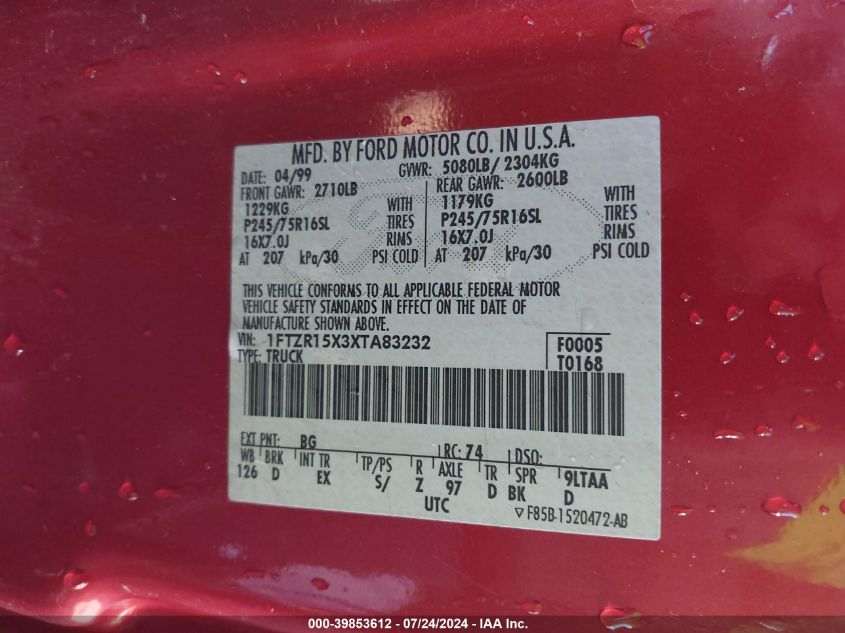 MFD. BY FORD MOTOR CO. IN U.S.A.
DATE: 04/99 GVWR: 5080LB/ 2304KG
FRONT GAWR: 2710LB REAR GAWR: 2600LB
1229KG WITH 1179KG WITH
P245/75R16SL TIRES P245/75R16SL TIRES
16X7.0J RIMS 16X7.0J RIMS
AT 207 kPa/30 PSI COLD AT 207 kPa/30 PSI COLD
THIS VEHICLE CONFORMS TO ALL APPLICABLE FEDERAL MOTOR
VEHICLE SAFETY STANDARDS IN EFFECT ON THE DATE OF
MANUFACTURE SHOWN ABOVE.
VIN: 1FTZR15X3XTA83232 F0005
TYPE: TRUCK T0168
EXT PNT: BG RC: 74 DSO:
WB BRK INT TR TP/PS R AXLE TR SPR 9LTAA
126 D EX S/ Z 97 D BK D
UTC
▽F85B-1520472-AB
000-39853612 - 07/24/2024 - IAA Inc.